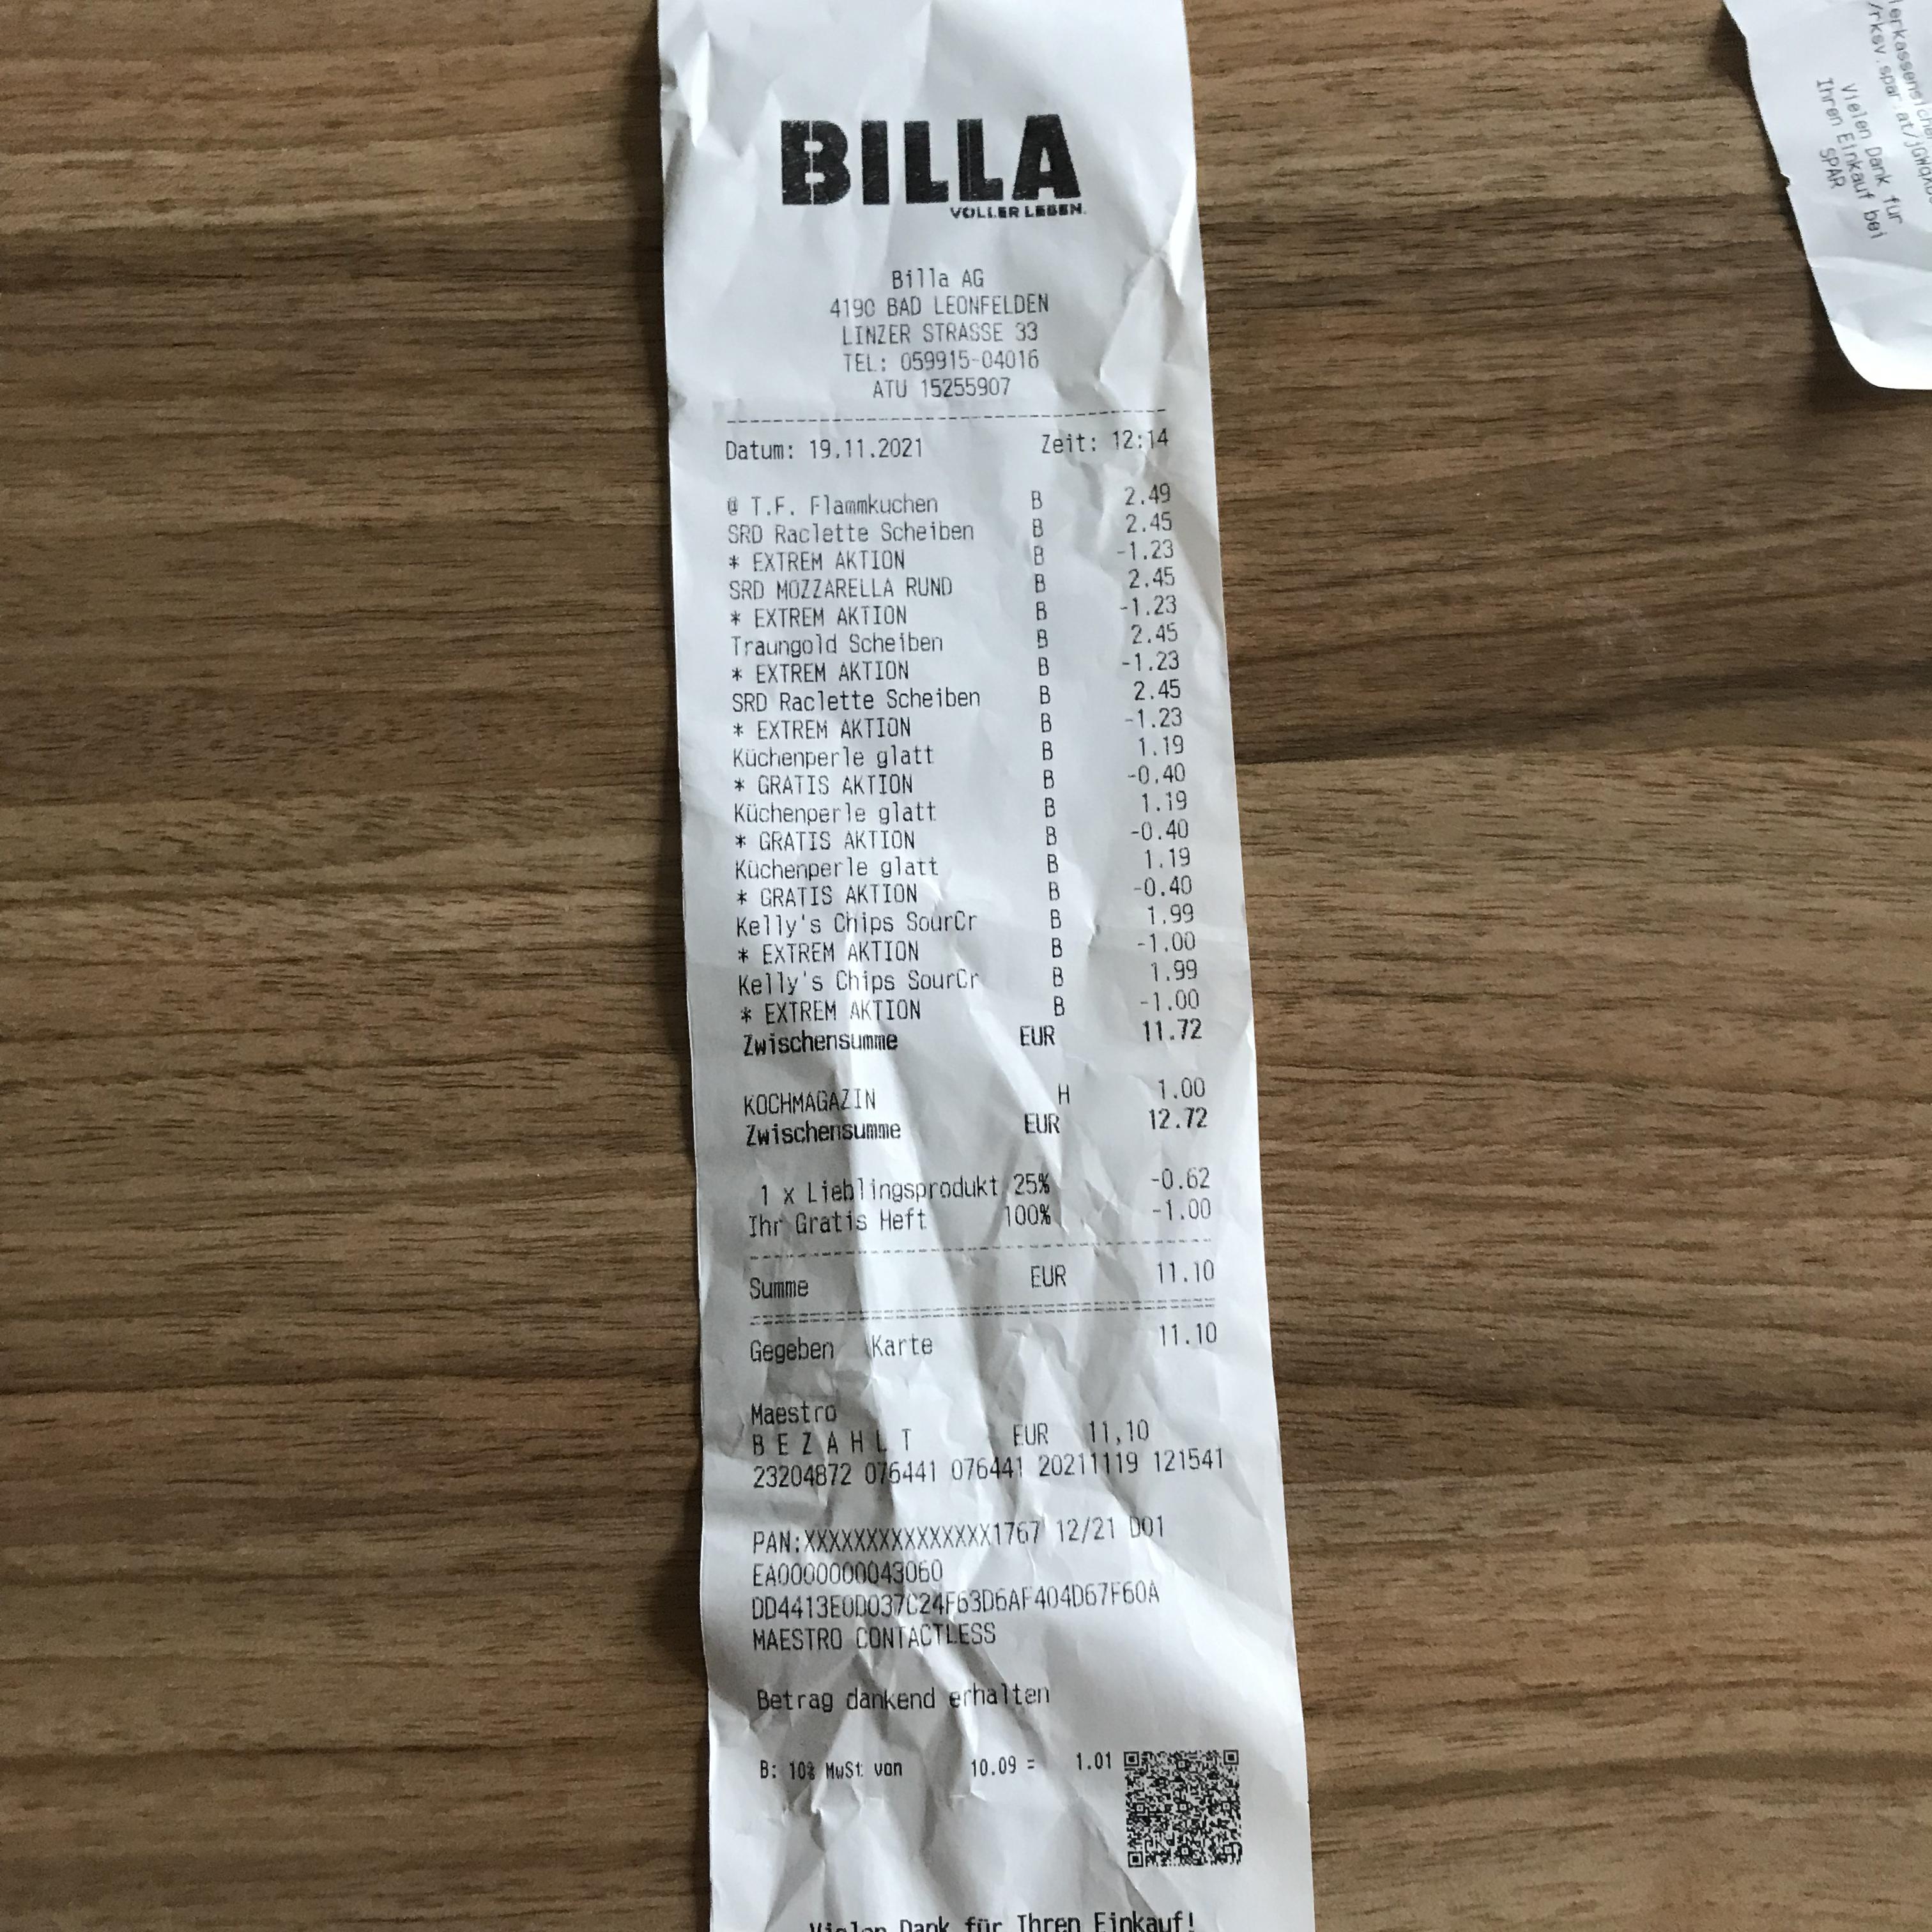 BILLA
VOLLER LEBEN.
Billa AG
4190 BAD LEONFELDEN
LINZER STRASSE 33
TEL: 059915-04016
ATU 15255907
Datum: 19.11.2021 Zeit: 12:14
@ T.F. Flammkuchen B 2.49
SRD Raclette Scheiben B 2.45
* EXTREM AKTION B -1.23
SRD MOZZARELLA RUND B 2.45
* EXTREM AKTION B -1.23
Traungold Scheiben B 2.45
* EXTREM AKTION B -1.23
SRD Raclette Scheiben B 2.45
* EXTREM AKTION B -1.23
Küchenperle glatt B 1.19
* GRATIS AKTION B -0.40
Küchenperle glatt B 1.19
* GRATIS AKTION B -0.40
Küchenperle glatt B 1.19
* GRATIS AKTION B -0.40
Kelly's Chips SourCr B 1.99
* EXTREM AKTION B -1.00
Kelly's Chips SourCr B 1.99
* EXTREM AKTION B -1.00
Zwischensumme EUR 11.72
KOCHMAGAZIN H 1.00
Zwischensumme EUR 12.72
1 x Lieblingsprodukt 25% -0.62
Ihr Gratis Heft 100% -1.00
Summe EUR 11.10
Gegeben Karte 11.10
Maestro
B E Z A H L T EUR 11,10
23204872 076441 076441 20211119 121541
PAN:XXXXXXXXXXXXXXX1767 12/21 D01
EA0000000043060
DD4413E0D037C24F63D6AF404D67F60A
MAESTRO CONTACTLESS
Betrag dankend erhalten
B: 10% MwSt von 10.09 = 1.01
Vielen Dank für Ihren Einkauf!
Vielen Dank für
Ihren Einkauf bei
SPAR